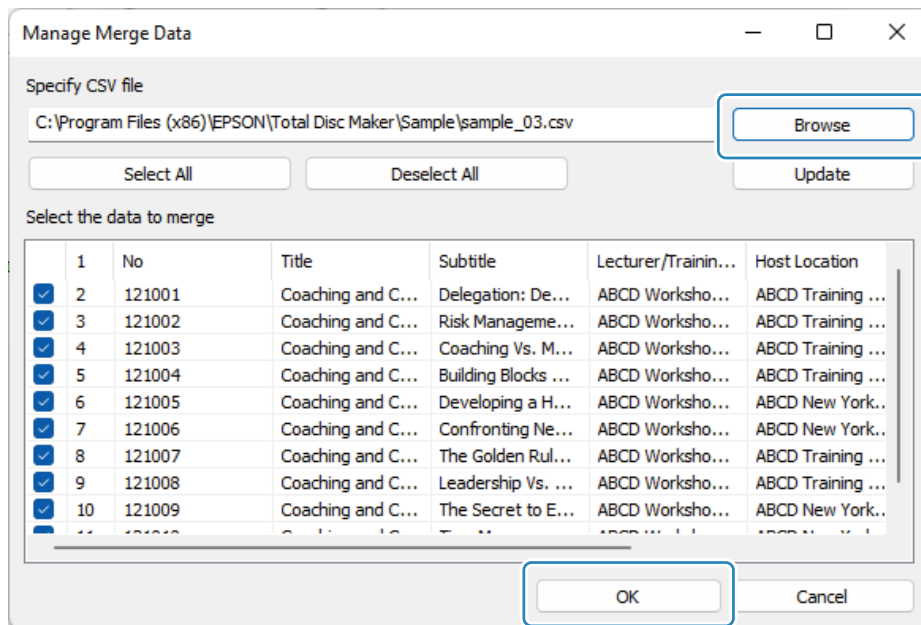 Manage Merge Data
Specify CSV file
C:\Program Files (x86)\EPSON\Total Disc Maker\Sample\sample_03.csv Browse
Select All Deselect All Update
Select the data to merge
1 No Title Subtitle Lecturer/Trainin... Host Location
2 121001 Coaching and C... Delegation: De... ABCD Worksho... ABCD Training ...
3 121002 Coaching and C... Risk Manageme... ABCD Worksho... ABCD Training ...
4 121003 Coaching and C... Coaching Vs. M... ABCD Worksho... ABCD Training ...
5 121004 Coaching and C... Building Blocks ... ABCD Worksho... ABCD Training ...
6 121005 Coaching and C... Developing a H... ABCD Worksho... ABCD New York..
7 121006 Coaching and C... Confronting Ne... ABCD Worksho... ABCD New York..
8 121007 Coaching and C... The Golden Rul... ABCD Worksho... ABCD Training ...
9 121008 Coaching and C... Leadership Vs. ... ABCD Worksho... ABCD Training ...
10 121009 Coaching and C... The Secret to E... ABCD Worksho... ABCD New York..
OK Cancel